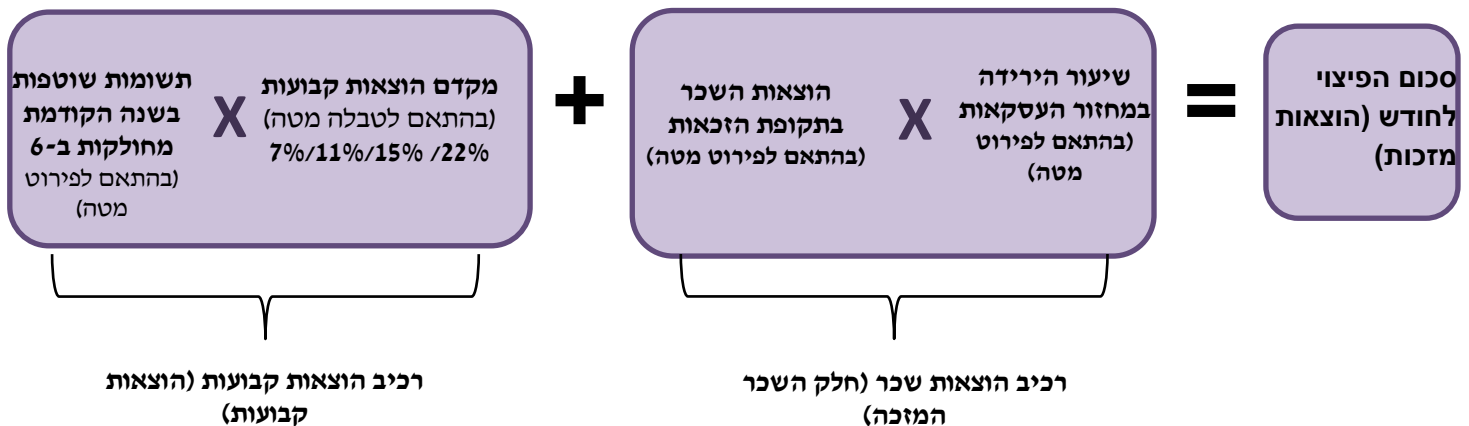 סכום הפיצוי
לחודש (הוצאות
מזכות)
=
שיעור הירידה
במחזור העסקאות
(בהתאם לפירוט
מטה)
X
הוצאות השכר
בתקופת הזכאות
(בהתאם לפירוט מטה)
+
מקדם הוצאות קבועות
(בהתאם לטבלה מטה)
7%/11%/15% /22%
X
תשומות שוטפות
בשנה הקודמת
מחולקות ב-6
(בהתאם לפירוט
מטה)
רכיב הוצאות שכר (חלק השכר
המזכה)
רכיב הוצאות קבועות (הוצאות
קבועות)